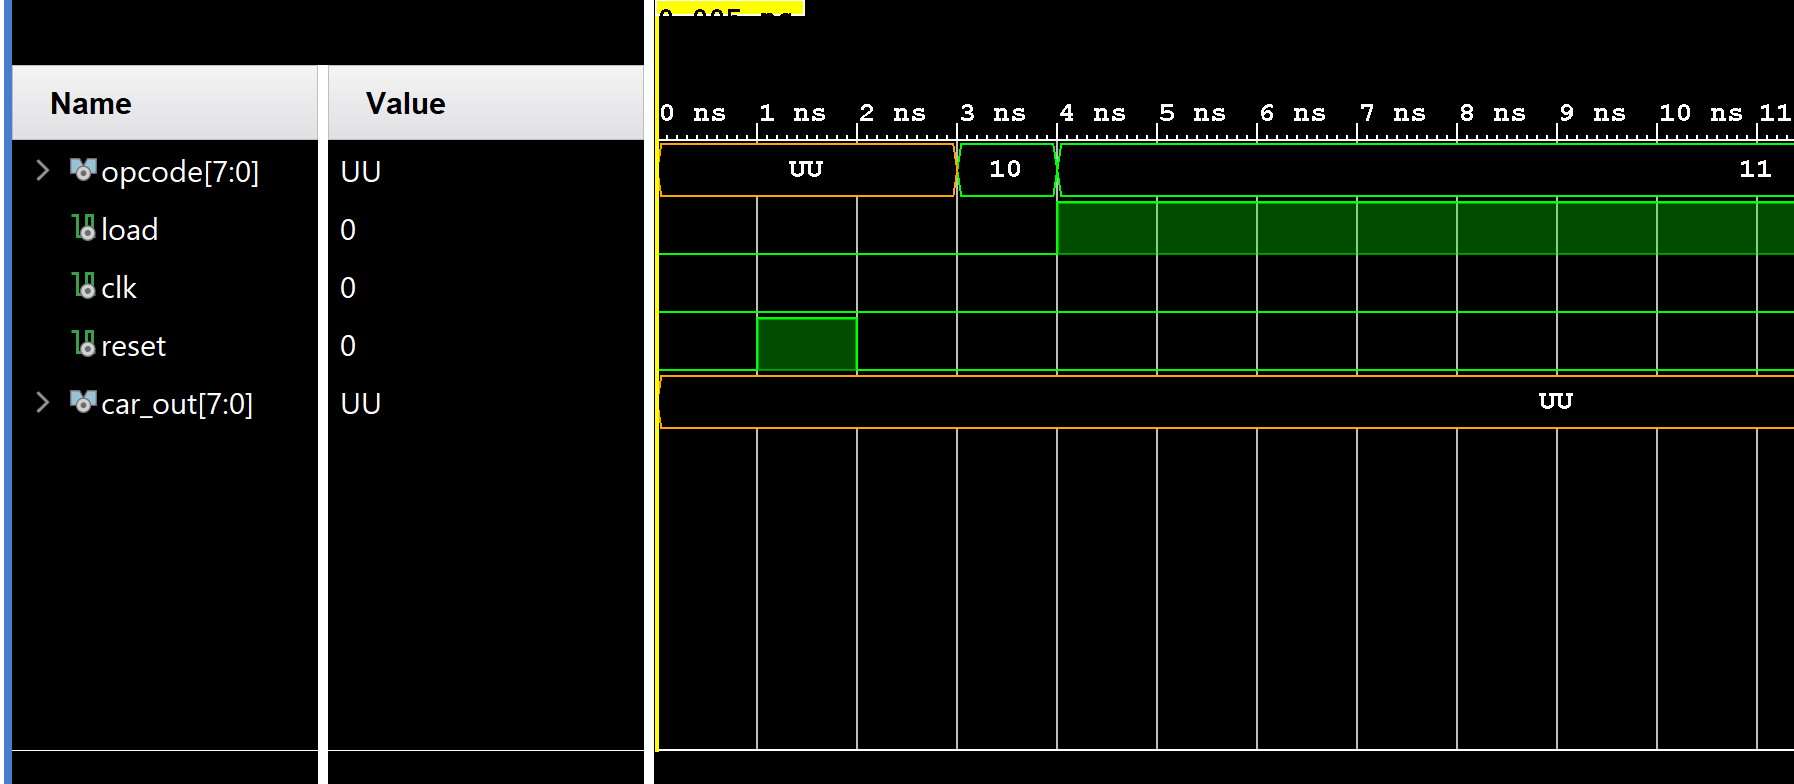 Name Value
0 ns 1 ns 2 ns 3 ns 4 ns 5 ns 6 ns 7 ns 8 ns 9 ns 10 ns 11
opcode[7:0] UU UU 10 11
load 0
clk 0
reset 0
car_out[7:0] UU UU